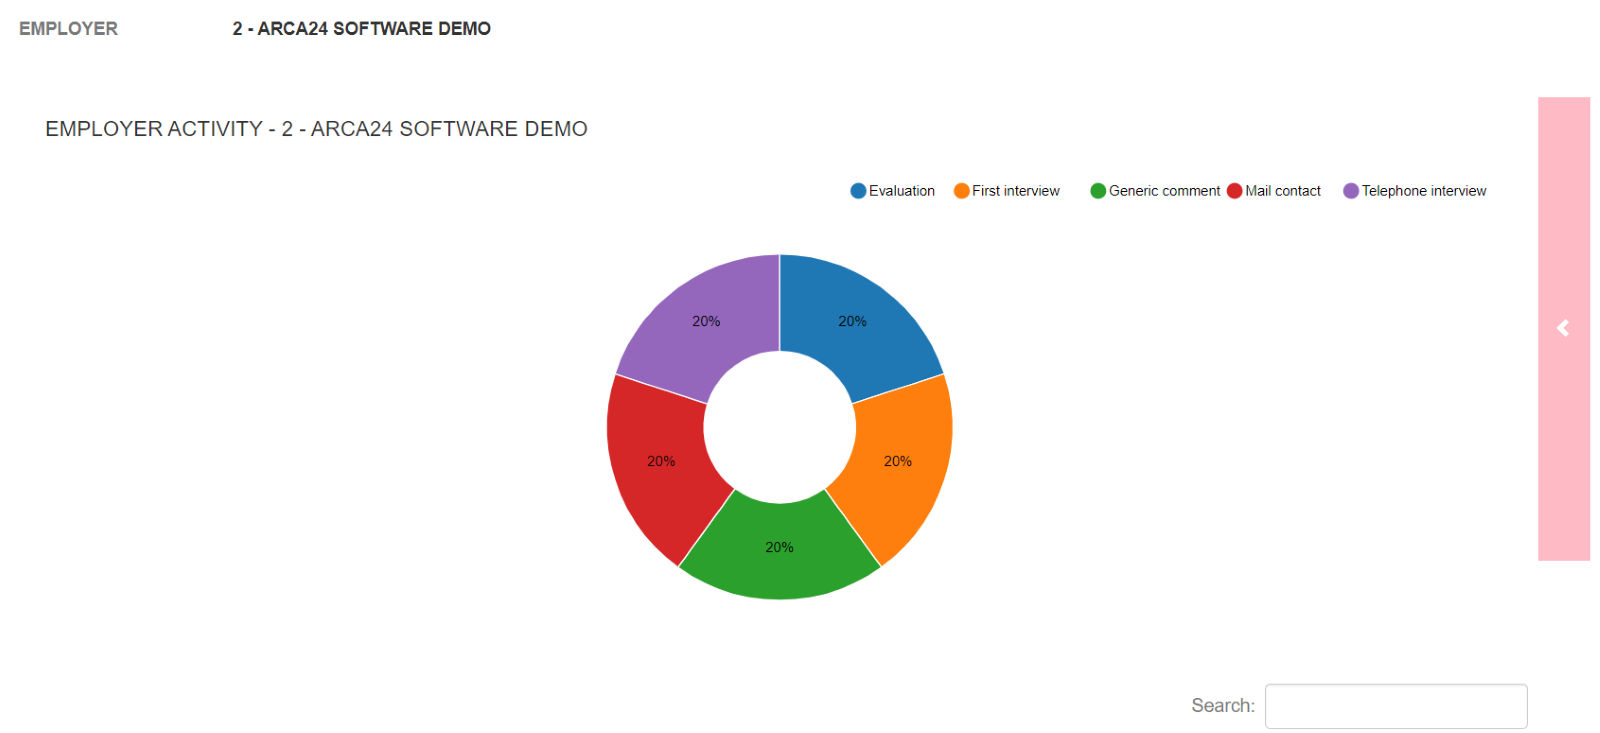 EMPLOYER 2 - ARCA24 SOFTWARE DEMO
EMPLOYER ACTIVITY - 2 - ARCA24 SOFTWARE DEMO
Evaluation First interview Generic comment Mail contact Telephone interview
20% 20%
20% 20%
20%
Search: